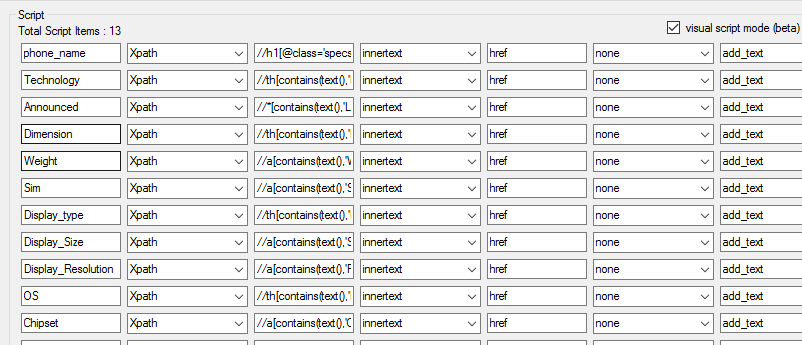 Script
Total Script Items : 13
visual script mode (beta)
phone_name Xpath //h1[@class='specs innertext href none add_text
Technology Xpath //th[contains(text(),' innertext href none add_text
Announced Xpath //*[contains(text(),'L innertext href none add_text
Dimension Xpath //th[contains(text(),' innertext href none add_text
Weight Xpath //a[contains(text(),'W innertext href none add_text
Sim Xpath //a[contains(text(),'S innertext href none add_text
Display_type Xpath //th[contains(text(),' innertext href none add_text
Display_Size Xpath //a[contains(text(),'S innertext href none add_text
Display_Resolution Xpath //a[contains(text(),'R innertext href none add_text
OS Xpath //th[contains(text(),' innertext href none add_text
Chipset Xpath //a[contains(text(),'C innertext href none add_text